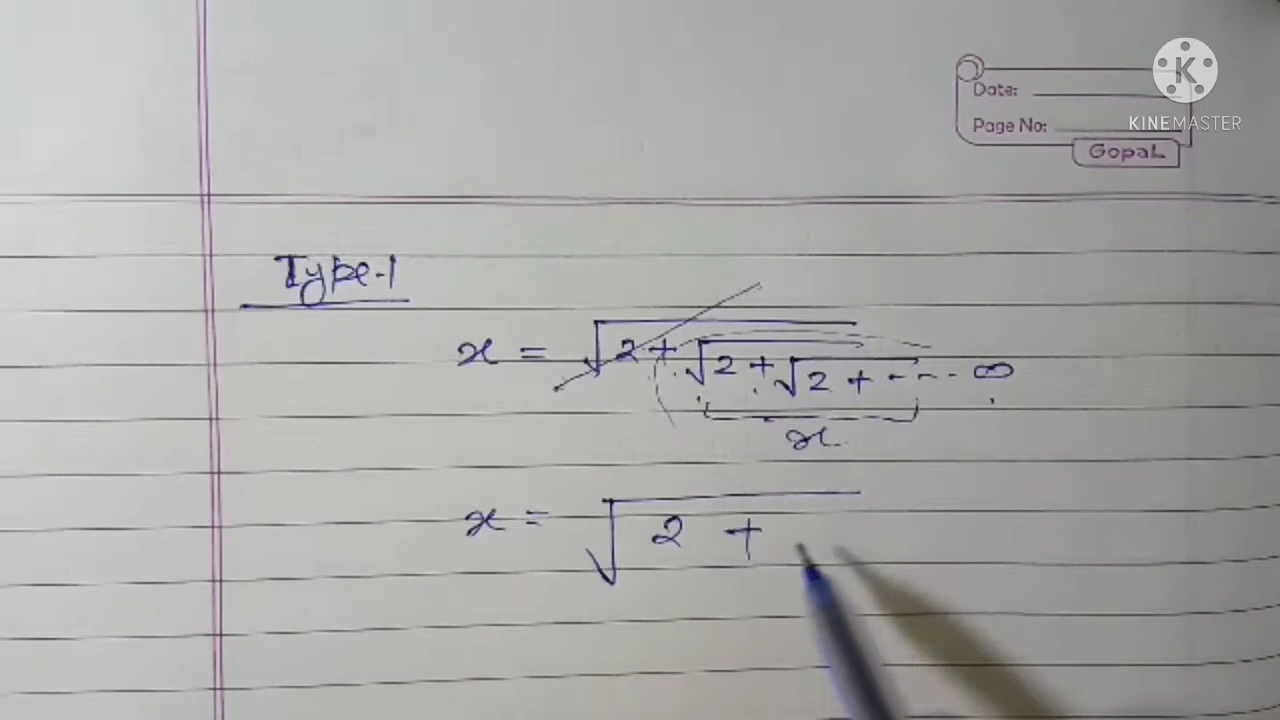 Date:
Page No:
Gopal
KINEMASTER
Type-1
x = √2 + √2 + √2 + ---- ∞
x
x = √2 +